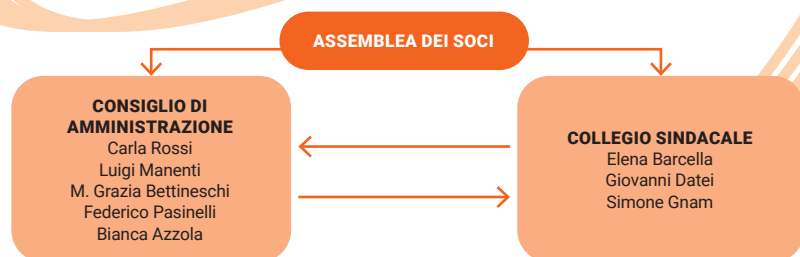 ASSEMBLEA DEI SOCI
CONSIGLIO DI
AMMINISTRAZIONE
Carla Rossi
Luigi Manenti
M. Grazia Bettineschi
Federico Pasinelli
Bianca Azzola
COLLEGIO SINDACALE
Elena Barcella
Giovanni Datei
Simone Gnam